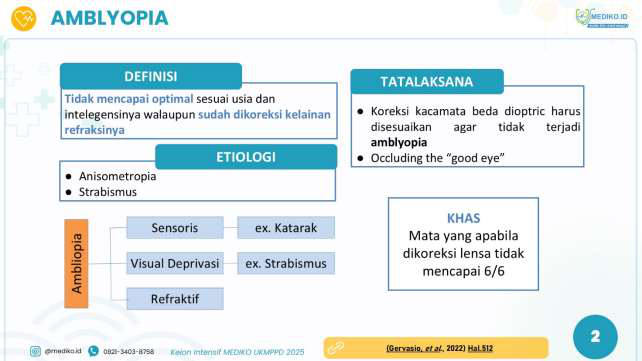 AMBLYOPIA
MEDIKO.ID
DEFINISI
Tidak mencapai optimal sesuai usia dan
intelegensinya walaupun sudah dikoreksi kelainan
refraksinya
ETIOLOGI
● Anisometropia
● Strabismus
Ambliopia
Sensoris
ex. Katarak
Visual Deprivasi
ex. Strabismus
Refraktif
TATALAKSANA
● Koreksi kacamata beda dioptric harus
disesuaikan agar tidak terjadi
amblyopia
● Occluding the “good eye”
KHAS
Mata yang apabila
dikoreksi lensa tidak
mencapai 6/6
2
@mediko.id
0821-3403-8758
Kelon Intensif MEDIKO UKMPPD 2025
(Gervasio, et al., 2022) Hal.512